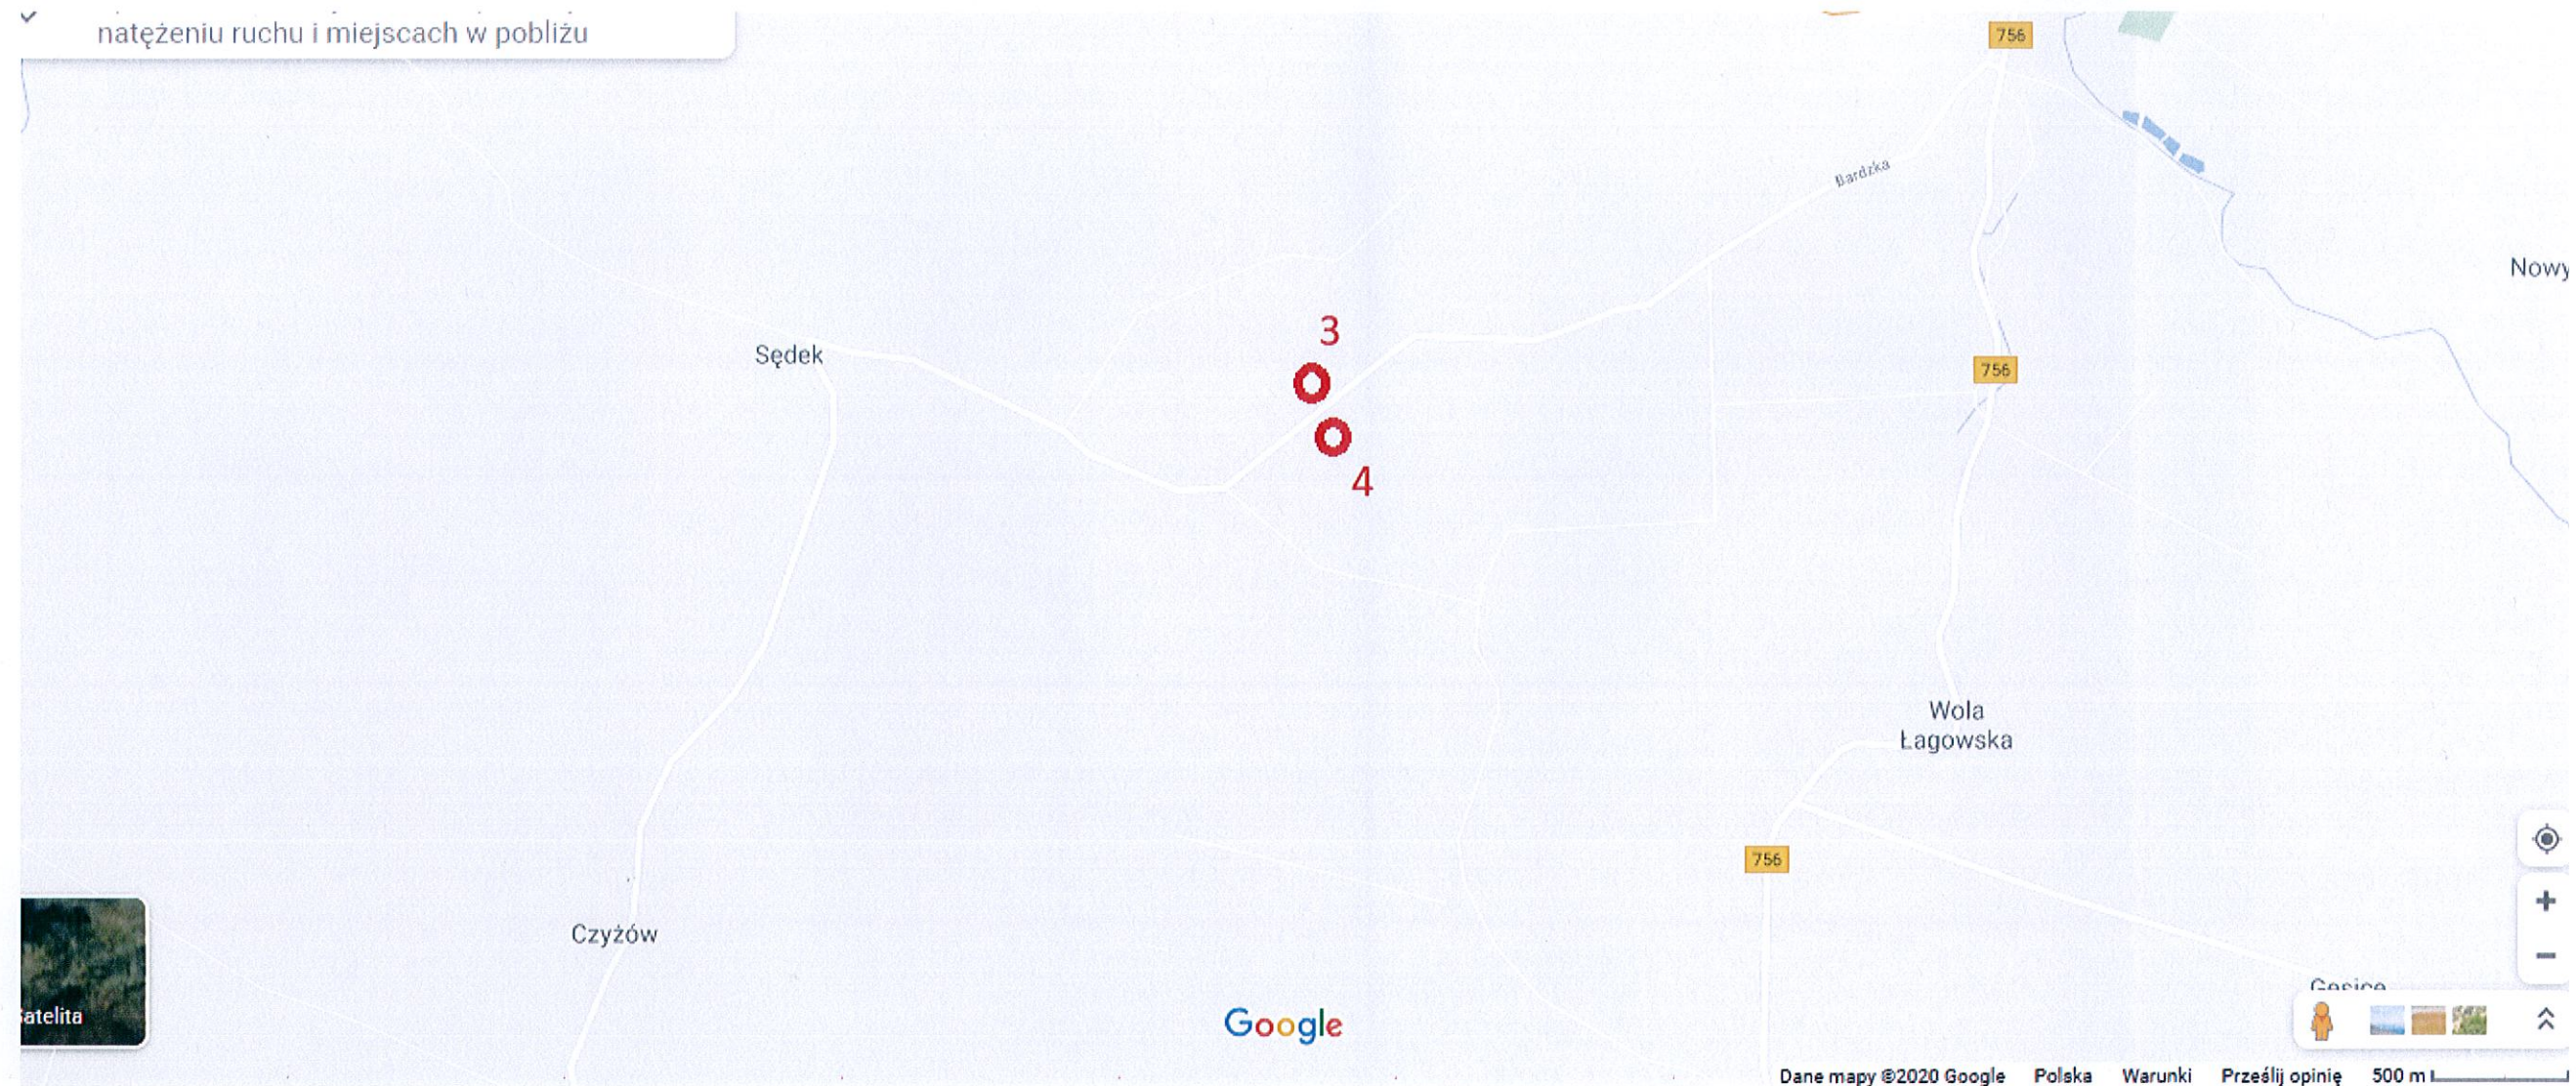 natężeniu ruchu i miejscach w pobliżu
756
Bardzka
Nowy
3
Sędek
756
4
Wola
Łagowska
756
Czyżów
Satelita
Google
Dane mapy ©2020 Google Polska Warunki Prześlij opinię 500 m